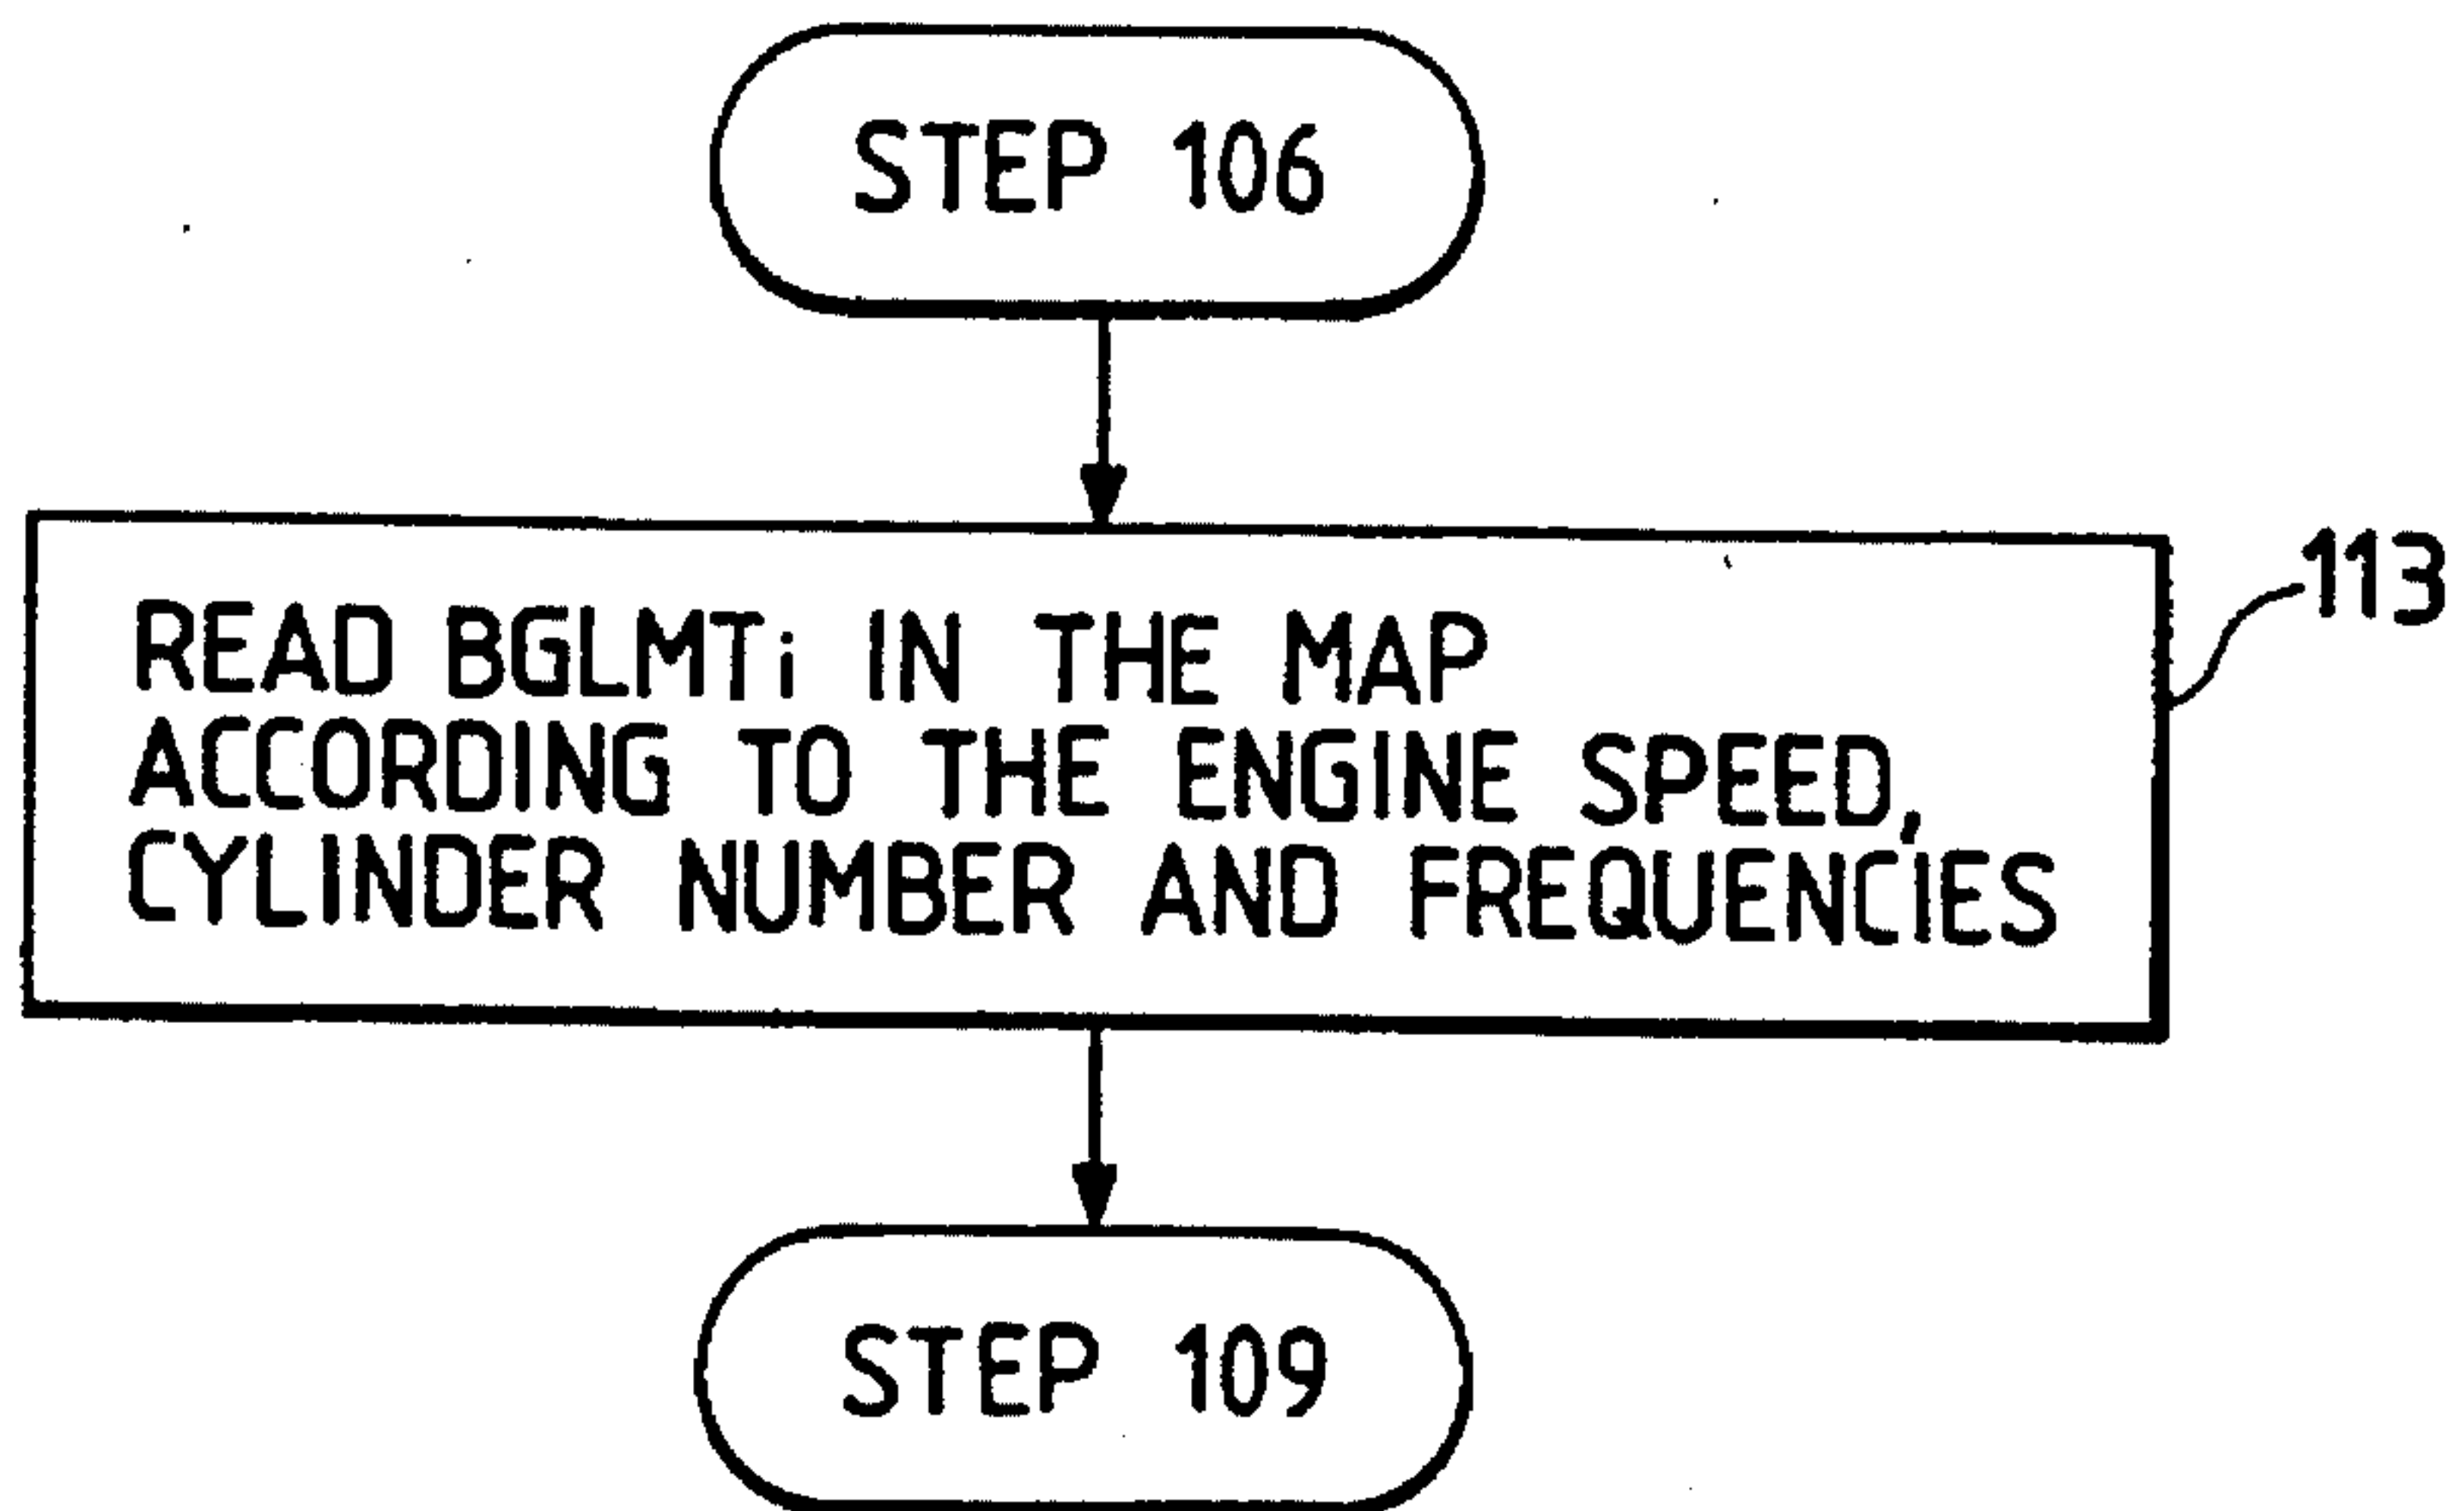 STEP 106
113
READ BGLMTi IN THE MAP
ACCORDING TO THE ENGINE SPEED,
CYLINDER NUMBER AND FREQUENCIES
STEP 109